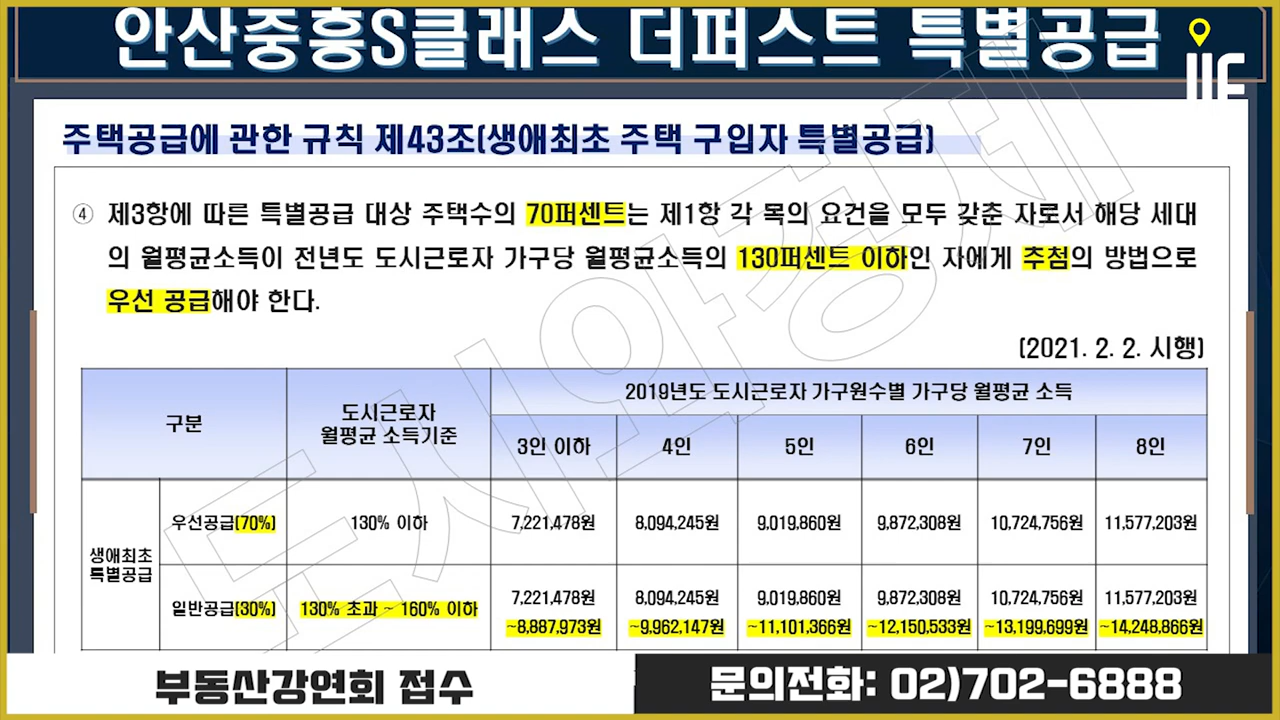 안산중흥S클래스 더퍼스트 특별공급
주택공급에 관한 규칙 제43조(생애최초 주택 구입자 특별공급)
④ 제3항에 따른 특별공급 대상 주택수의 70퍼센트는 제1항 각 목의 요건을 모두 갖춘 자로서 해당 세대
의 월평균소득이 전년도 도시근로자 가구당 월평균소득의 130퍼센트 이하인 자에게 추첨의 방법으로
우선 공급해야 한다.
(2021. 2. 2. 시행)
구분 도시근로자 월평균 소득기준 2019년도 도시근로자 가구원수별 가구당 월평균 소득
3인 이하 4인 5인 6인 7인 8인
생애최초 특별공급
우선공급(70%) 130% 이하 7,221,478원 8,094,245원 9,019,860원 9,872,308원 10,724,756원 11,577,203원
일반공급(30%) 130% 초과 ~ 160% 이하 7,221,478원 8,094,245원 9,019,860원 9,872,308원 10,724,756원 11,577,203원
~8,887,973원 ~9,962,147원 ~11,101,366원 ~12,150,533원 ~13,199,699원 ~14,248,866원
도시와경제
부동산강연회 접수
문의전화: 02)702-6888